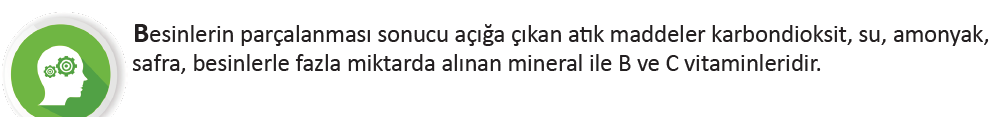 Besinlerin parçalanması sonucu açığa çıkan atık maddeler karbondioksit, su, amonyak,
safra, besinlerle fazla miktarda alınan mineral ile B ve C vitaminleridir.